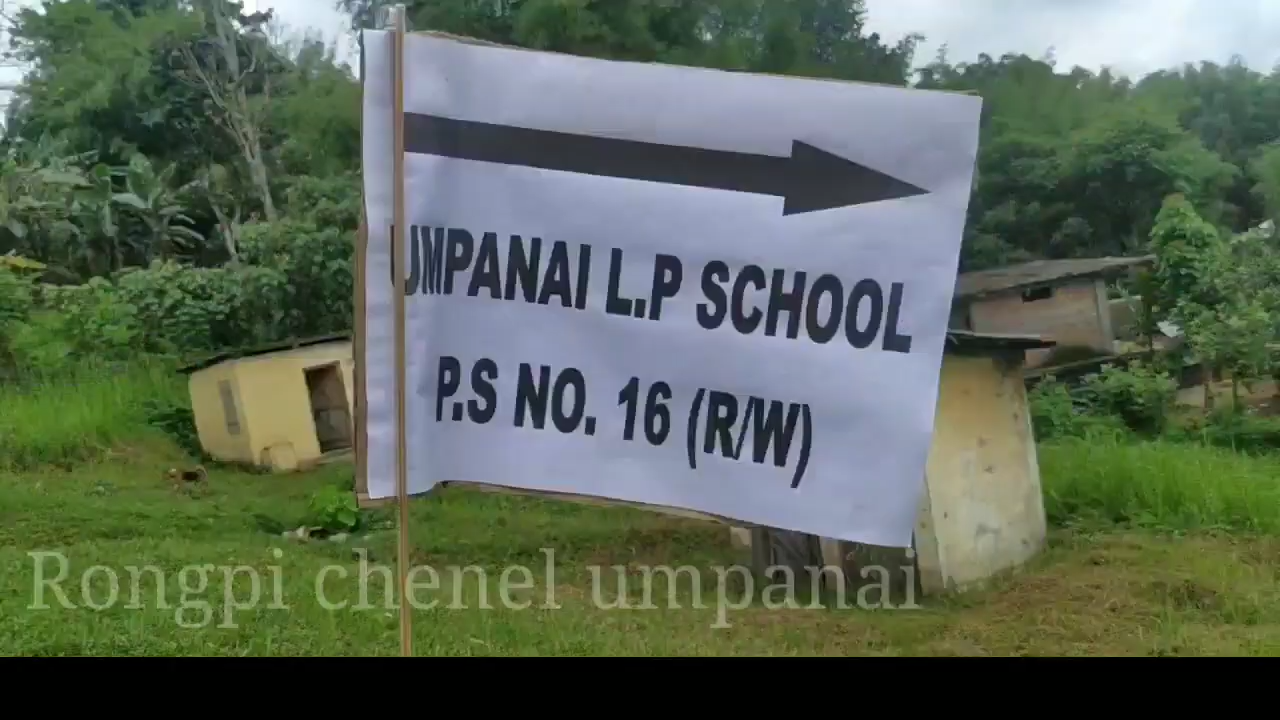 UMPANAI L.P SCHOOL
P.S NO. 16 (R/W)
Rongpi chenel umpanai